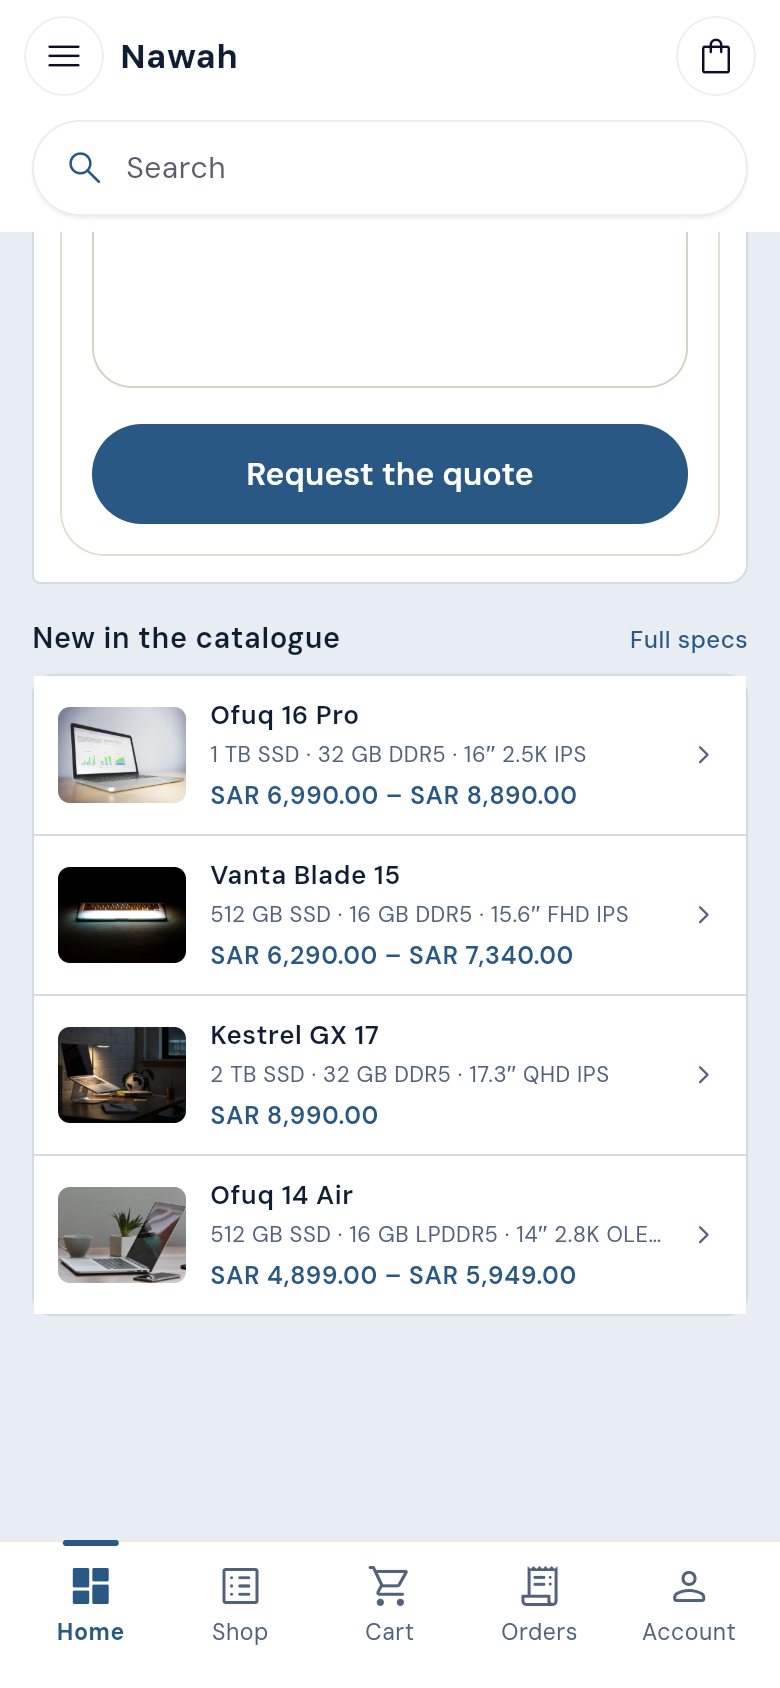 Nawah
Search
Request the quote
New in the catalogue
Full specs
Ofuq 16 Pro
1 TB SSD · 32 GB DDR5 · 16″ 2.5K IPS
SAR 6,990.00 – SAR 8,890.00
Vanta Blade 15
512 GB SSD · 16 GB DDR5 · 15.6″ FHD IPS
SAR 6,290.00 – SAR 7,340.00
Kestrel GX 17
2 TB SSD · 32 GB DDR5 · 17.3″ QHD IPS
SAR 8,990.00
Ofuq 14 Air
512 GB SSD · 16 GB LPDDR5 · 14″ 2.8K OLE…
SAR 4,899.00 – SAR 5,949.00
Home
Shop
Cart
Orders
Account